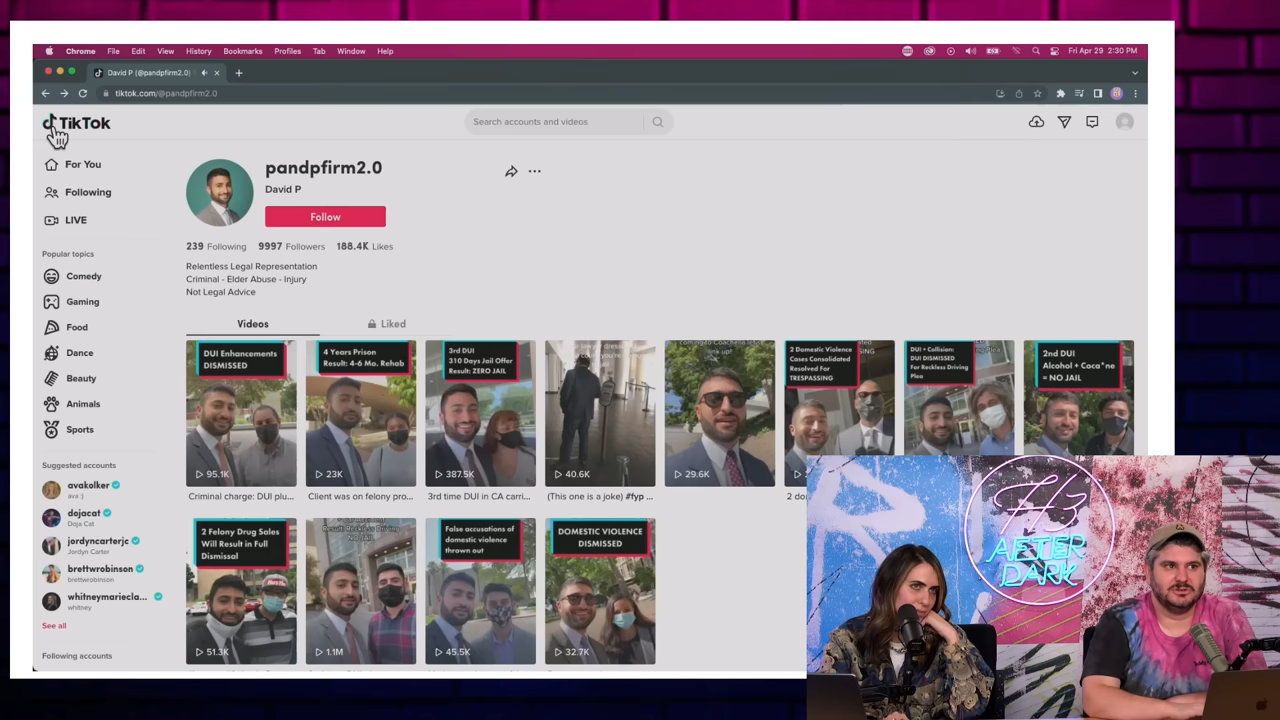 Chrome File Edit View History Bookmarks Profiles Tab Window Help
Fri Apr 29 2:30 PM
David P (@pandpfirm2.0)
tiktok.com/@pandpfirm2.0
TikTok
Search accounts and videos
For You
Following
LIVE
Popular topics
Comedy
Gaming
Food
Dance
Beauty
Animals
Sports
Suggested accounts
avakolker
ava :)
dojacat
Doja Cat
jordyncarterjc
Jordyn Carter
brettwrobinson
brettwrobinson
whitneymariecla...
whitney
See all
Following accounts
pandpfirm2.0
David P
Follow
239 Following 9997 Followers 188.4K Likes
Relentless Legal Representation
Criminal - Elder Abuse - Injury
Not Legal Advice
Videos
Liked
DUI Enhancements
DISMISSED
95.1K
Criminal charge: DUI plu...
4 Years Prison
Result: 4-6 Mo. Rehab
23K
Client was on felony pro...
3rd DUI
310 Days Jail Offer
Result: ZERO JAIL
387.5K
3rd time DUI in CA carri...
40.6K
(This one is a joke) #fyp ...
29.6K
2 Domestic Violence
Cases Consolidated
Resolved For
TRESPASSING
2 do
DUI + Collision:
DUI DISMISSED
For Reckless Driving
Plea
2nd DUI
Alcohol + Coca*ne
= NO JAIL
2 Felony Drug Sales
Will Result in Full
Dismissal
51.3K
NO JAIL
1.1M
False accusations of
domestic violence
thrown out
45.5K
DOMESTIC VIOLENCE
DISMISSED
32.7K
H3
AFTER
DARK